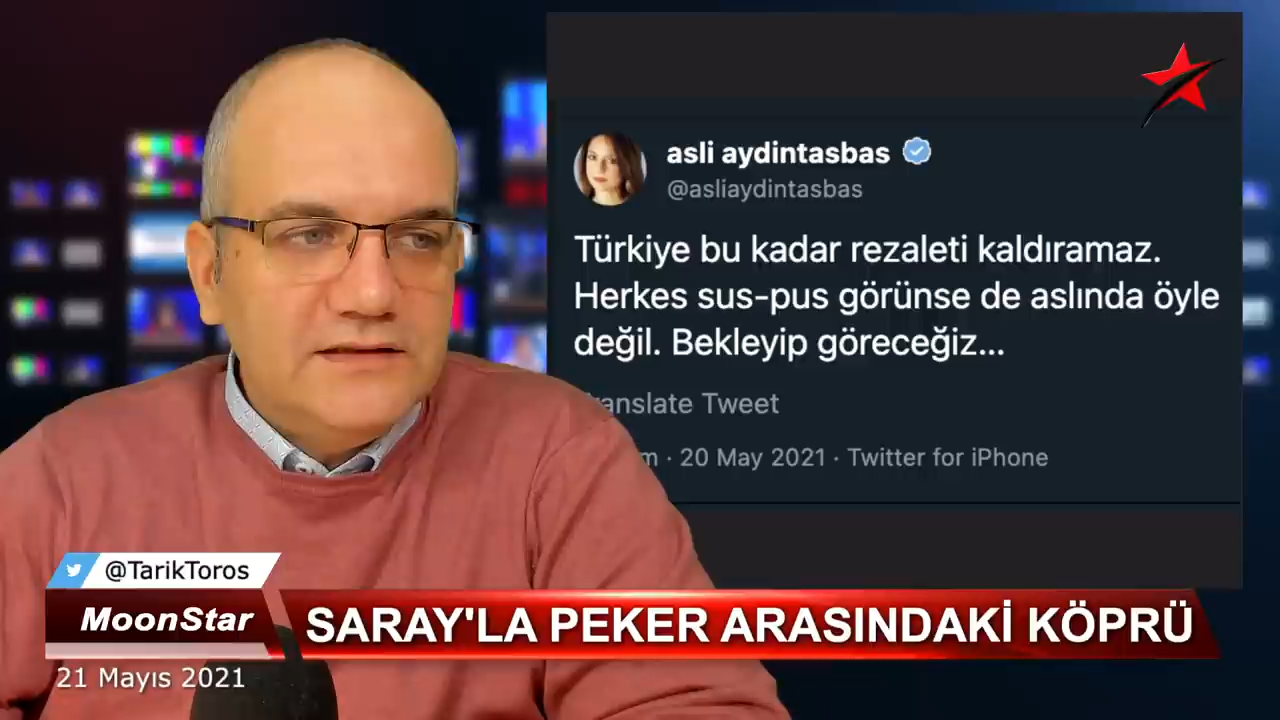 asli aydintasbas
@asliaydintasbas
Türkiye bu kadar rezaleti kaldıramaz.
Herkes sus-pus görünse de aslında öyle
değil. Bekleyip göreceğiz...
Tweet
· 20 May 2021 · Twitter for iPhone
@TarikToros
MoonStar
SARAY'LA PEKER ARASINDAKİ KÖPRÜ
21 Mayıs 2021